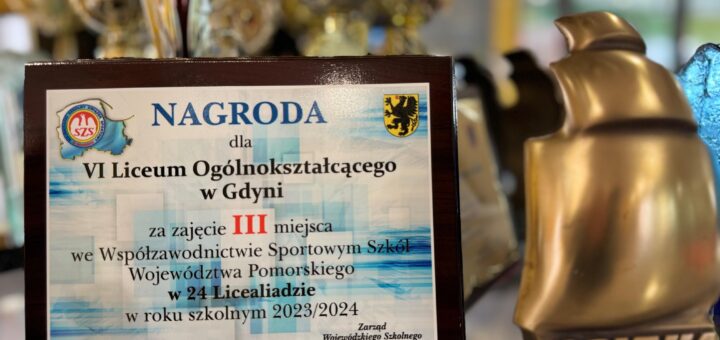 NAGRODA
dla
VI Liceum Ogólnokształcącego
w Gdyni
za zajęcie III miejsca
we Współzawodnictwie Sportowym Szkół
Województwa Pomorskiego
w 24 Licealiadzie
w roku szkolnym 2023/2024
Zarząd
Wojewódzkiego Szkolnego
SZS